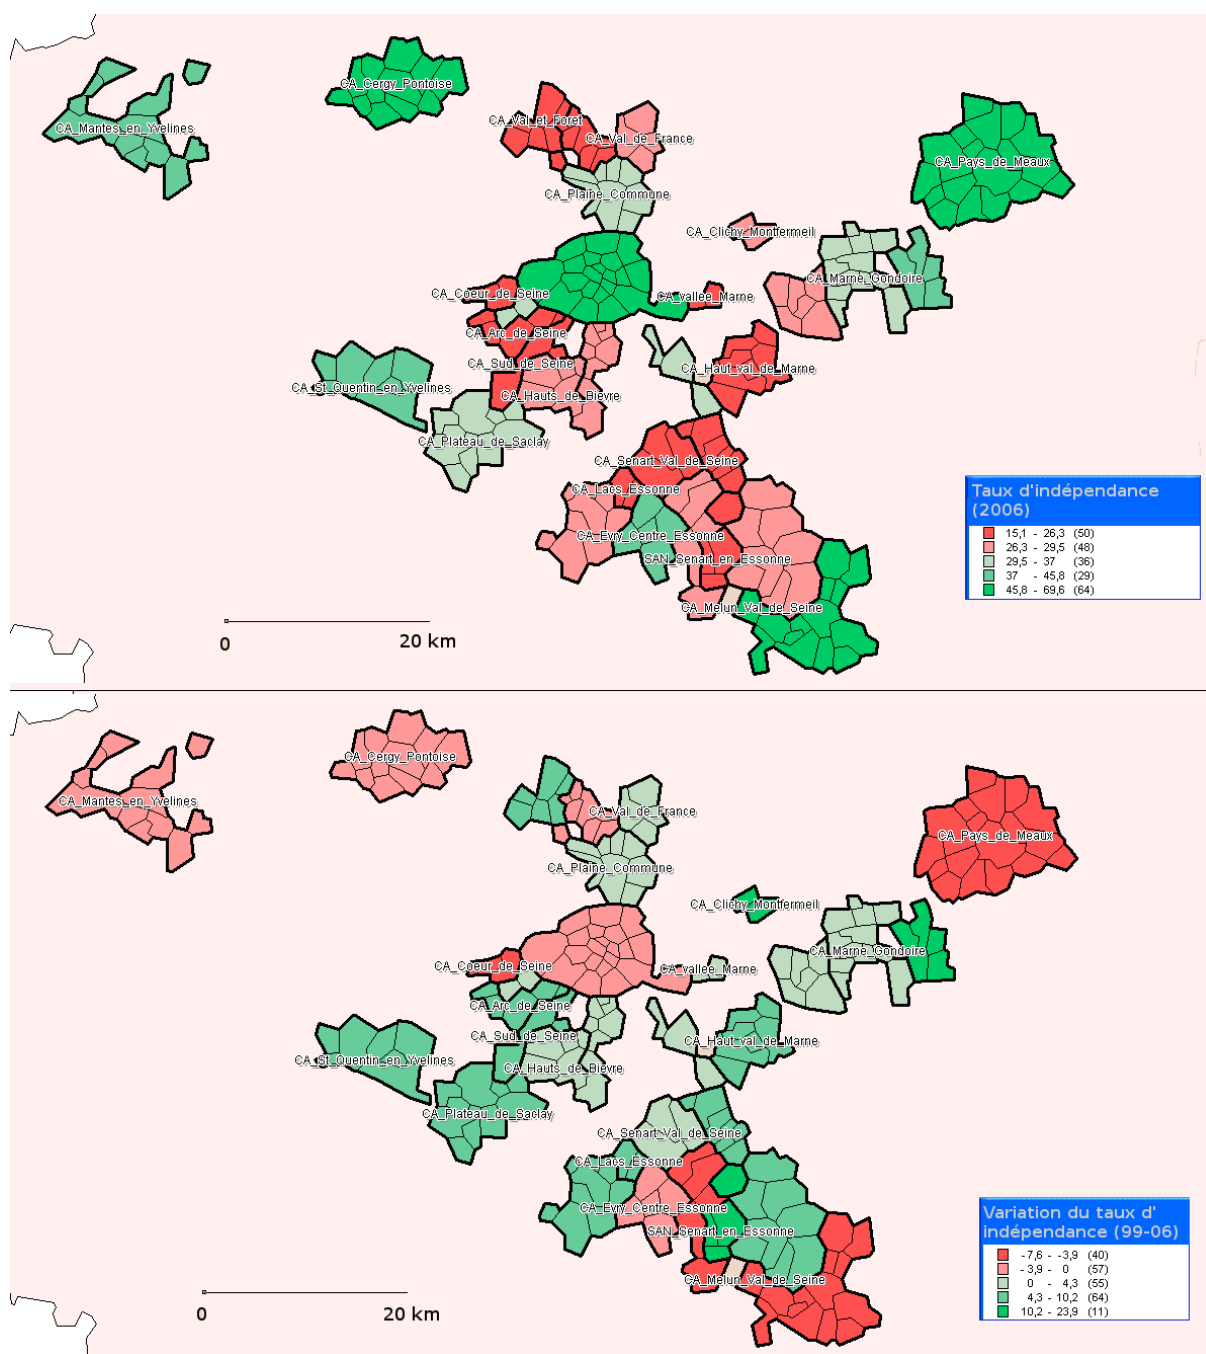 CA_Cergy_Pontoise
CA_Mantes_en_Yvelines
CA_Val_et_Foret
CA_Val_de_France
CA_Pays_de_Meaux
CA_Plaine_Commune
CA_Clichy_Montfermeil
CA_Marne_Gondoire
CA_Coeur_de_Seine
CA_vallee_Marne
CA_Arc_de_Seine
CA_Sud_de_Seine
CA_Haut_val_de_Marne
CA_St_Quentin_en_Yvelines
CA_Hauts_de_Bièvre
CA_Plateau_de_Saclay
CA_Senart_Val_de_Seine
CA_Lacs_Essonne
CA_Evry_Centre_Essonne
SAN_Senart_en_Essonne
CA_Melun_Val_de_Seine
Taux d'indépendance
(2006)
15,1 - 26,3 (50)
26,3 - 29,5 (48)
29,5 - 37 (36)
37 - 45,8 (29)
45,8 - 69,6 (64)
0 20 km
CA_Cergy_Pontoise
CA_Mantes_en_Yvelines
CA_Val_de_France
CA_Pays_de_Meaux
CA_Plaine_Commune
CA_Clichy_Montfermeil
CA_Marne_Gondoire
CA_Coeur_de_Seine
CA_vallee_Marne
CA_Arc_de_Seine
CA_Sud_de_Seine
CA_Haut_val_de_Marne
CA_St_Quentin_en_Yvelines
CA_Hauts_de_Bièvre
CA_Plateau_de_Saclay
CA_Senart_Val_de_Seine
CA_Lacs_Essonne
CA_Evry_Centre_Essonne
SAN_Senart_en_Essonne
CA_Melun_Val_de_Seine
Variation du taux d'
indépendance (99-06)
-7,6 - -3,9 (40)
-3,9 - 0 (57)
0 - 4,3 (55)
4,3 - 10,2 (64)
10,2 - 23,9 (11)
0 20 km